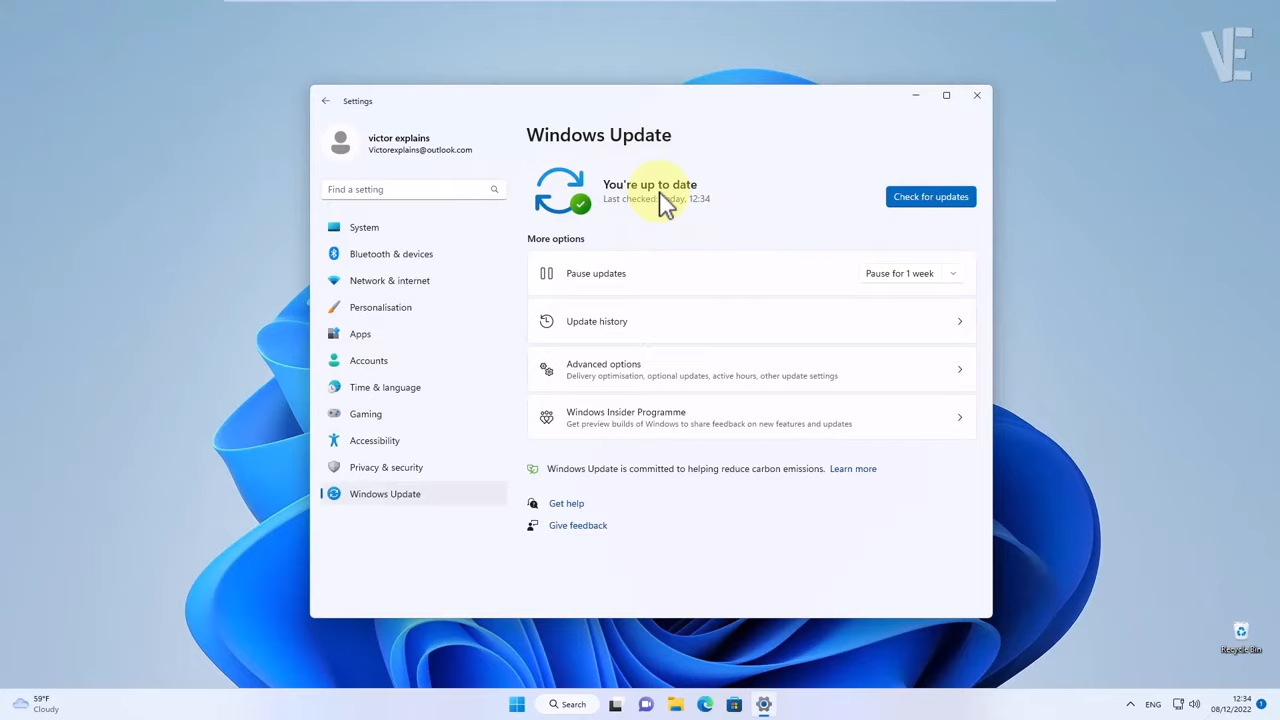 VE
Settings
victor explains
Victorexplains@outlook.com
Find a setting
System
Bluetooth & devices
Network & internet
Personalisation
Apps
Accounts
Time & language
Gaming
Accessibility
Privacy & security
Windows Update
Windows Update
You're up to date
Last checked: Today, 12:34
Check for updates
More options
Pause updates
Pause for 1 week
Update history
Advanced options
Delivery optimisation, optional updates, active hours, other update settings
Windows Insider Programme
Get preview builds of Windows to share feedback on new features and updates
Windows Update is committed to helping reduce carbon emissions. Learn more
Get help
Give feedback
Recycle Bin
59°F
Cloudy
Search
ENG
12:34
08/12/2022
1